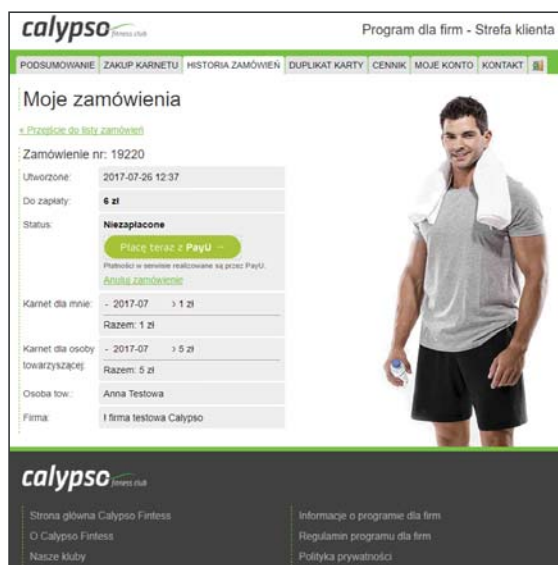 calypso
fitness club
Program dla firm - Strefa klienta
PODSUMOWANIE ZAKUP KARNETU HISTORIA ZAMÓWIEŃ DUPLIKAT KARTY CENNIK MOJE KONTO KONTAKT
Moje zamówienia
« Przejście do listy zamówień
Zamówienie nr: 19220
Utworzone: 2017-07-26 12:37
Do zapłaty: 6 zł
Status: Niezapłacone
Płacę teraz z PayU →
Płatności w serwisie realizowane są przez PayU.
Anuluj zamówienie
Karnet dla mnie: - 2017-07 > 1 zł
Razem: 1 zł
Karnet dla osoby - 2017-07 > 5 zł
towarzyszącej: Razem: 5 zł
Osoba tow.: Anna Testowa
Firma: I firma testowa Calypso
calypso
fitness club
Strona główna Calypso Fintess Informacje o programie dla firm
O Calypso Fintess Regulamin programu dla firm
Nasze kluby Polityka prywatności